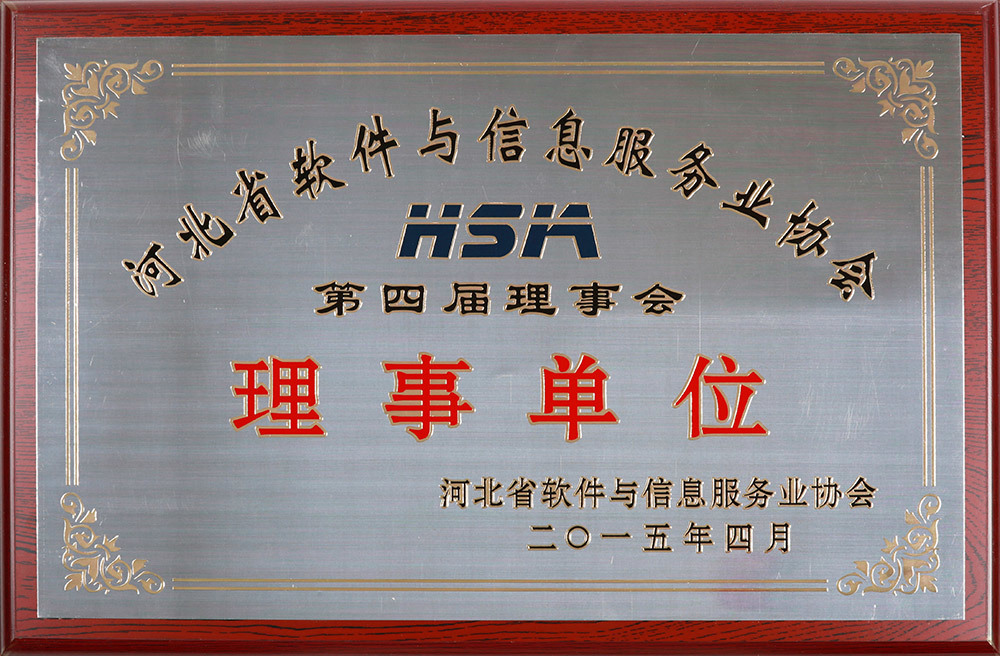 河北省软件与信息服务业协会
HSIA
第四届理事会
理事单位
河北省软件与信息服务业协会
二〇一五年四月